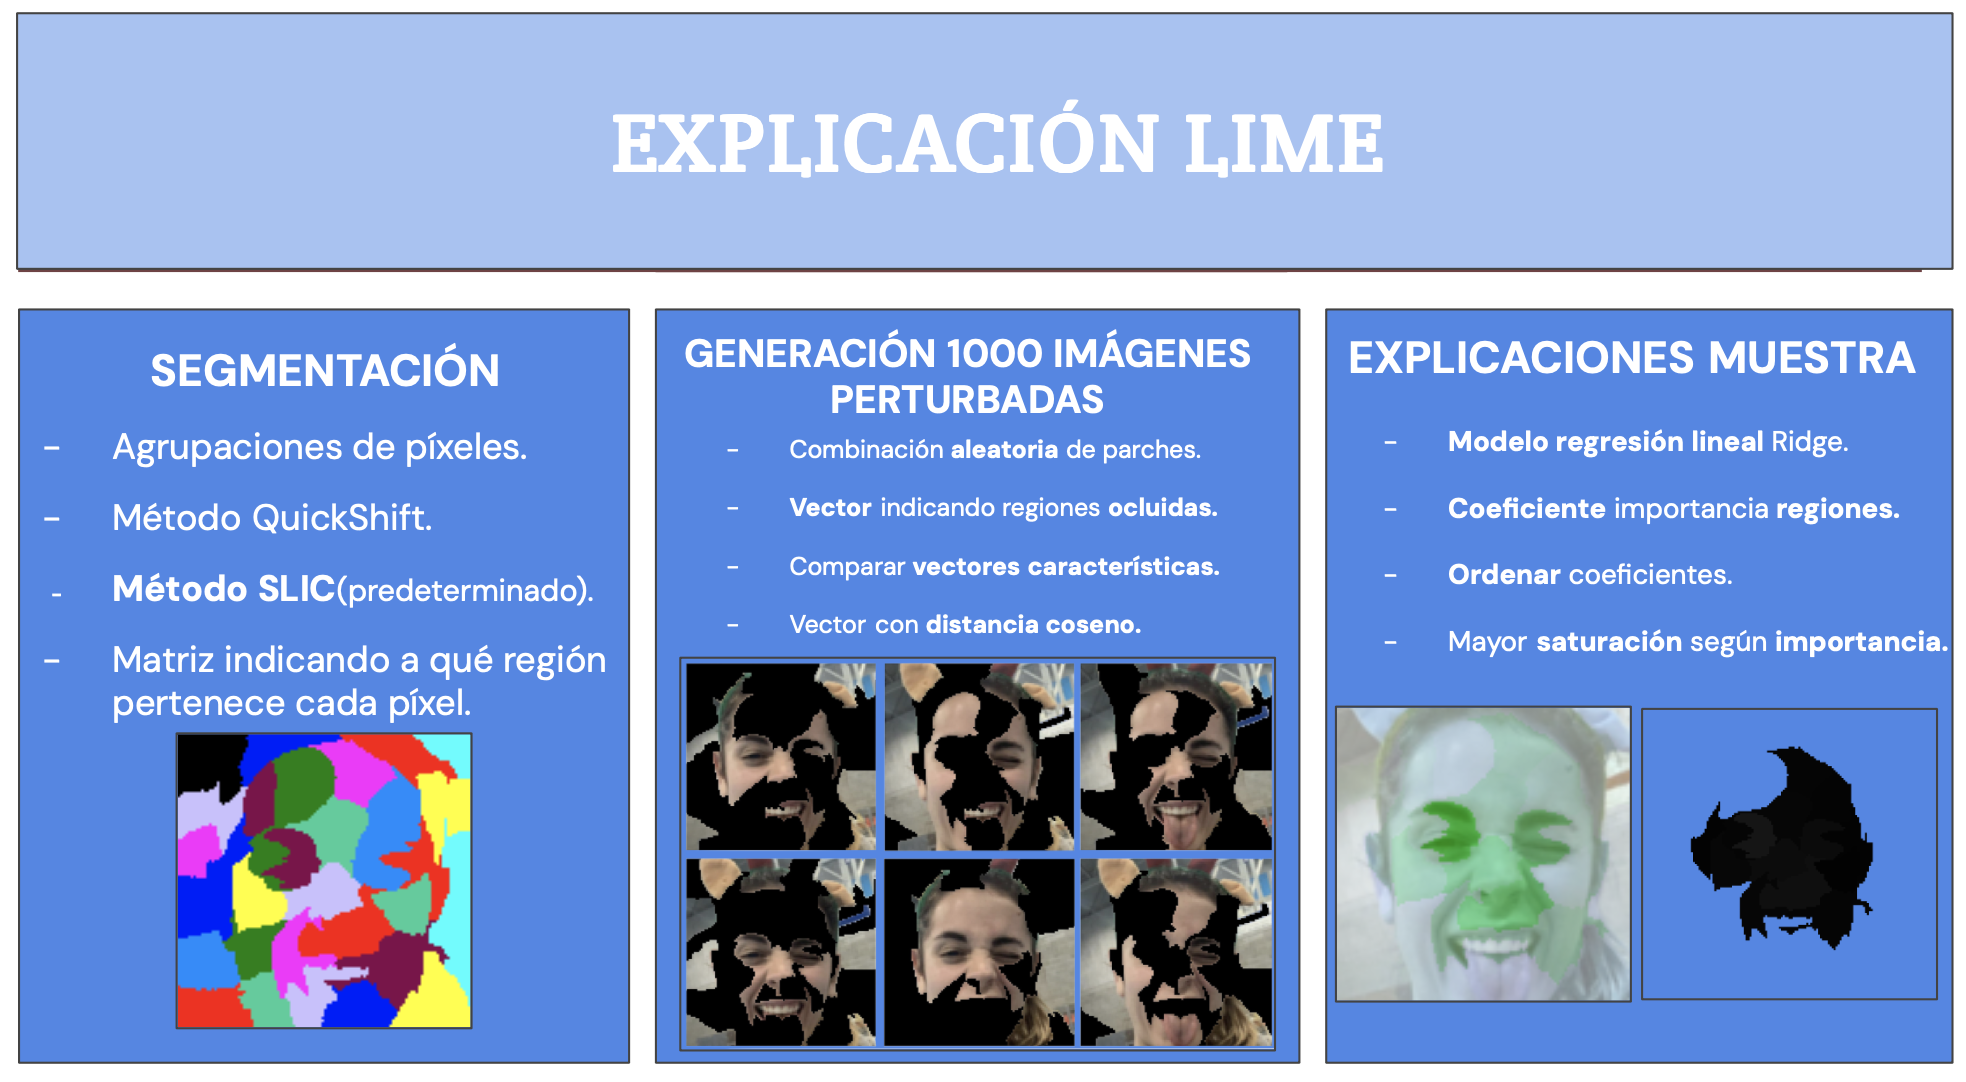 EXPLICACIÓN LIME
SEGMENTACIÓN
- Agrupaciones de píxeles.
- Método QuickShift.
- Método SLIC(predeterminado).
- Matriz indicando a qué región
pertenece cada píxel.
GENERACIÓN 1000 IMÁGENES
PERTURBADAS
- Combinación aleatoria de parches.
- Vector indicando regiones ocluidas.
- Comparar vectores características.
- Vector con distancia coseno.
EXPLICACIONES MUESTRA
- Modelo regresión lineal Ridge.
- Coeficiente importancia regiones.
- Ordenar coeficientes.
- Mayor saturación según importancia.